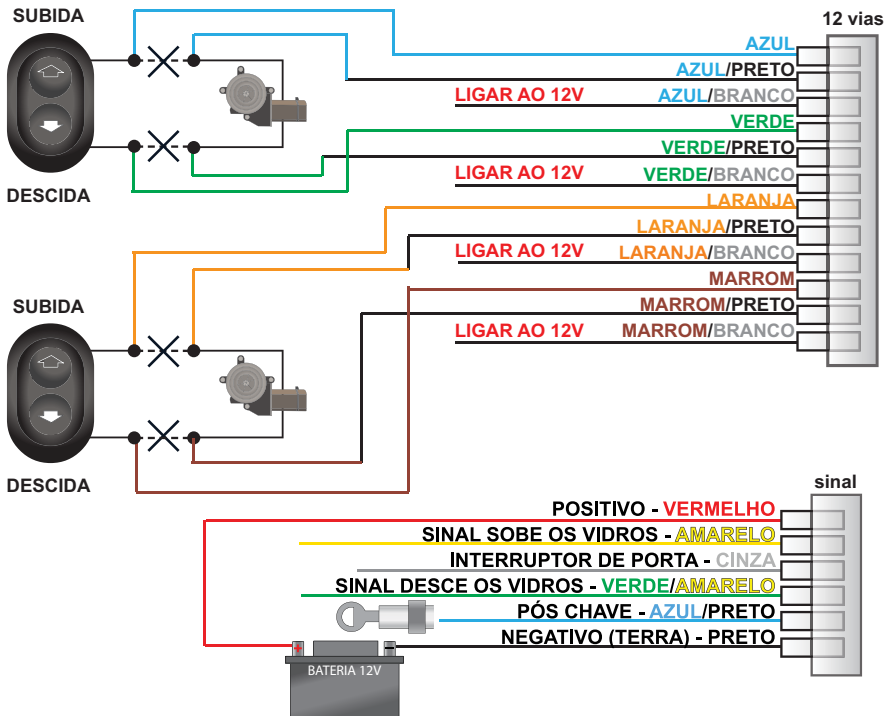 SUBIDA
12 vias
AZUL
AZUL/PRETO
LIGAR AO 12V AZUL/BRANCO
VERDE
VERDE/PRETO
LIGAR AO 12V VERDE/BRANCO
DESCIDA
LARANJA
LARANJA/PRETO
LIGAR AO 12V LARANJA/BRANCO
MARROM
SUBIDA
MARROM/PRETO
LIGAR AO 12V MARROM/BRANCO
DESCIDA
sinal
POSITIVO - VERMELHO
SINAL SOBE OS VIDROS - AMARELO
INTERRUPTOR DE PORTA - CINZA
SINAL DESCE OS VIDROS - VERDE/AMARELO
PÓS CHAVE - AZUL/PRETO
NEGATIVO (TERRA) - PRETO
+ −
BATERIA 12V